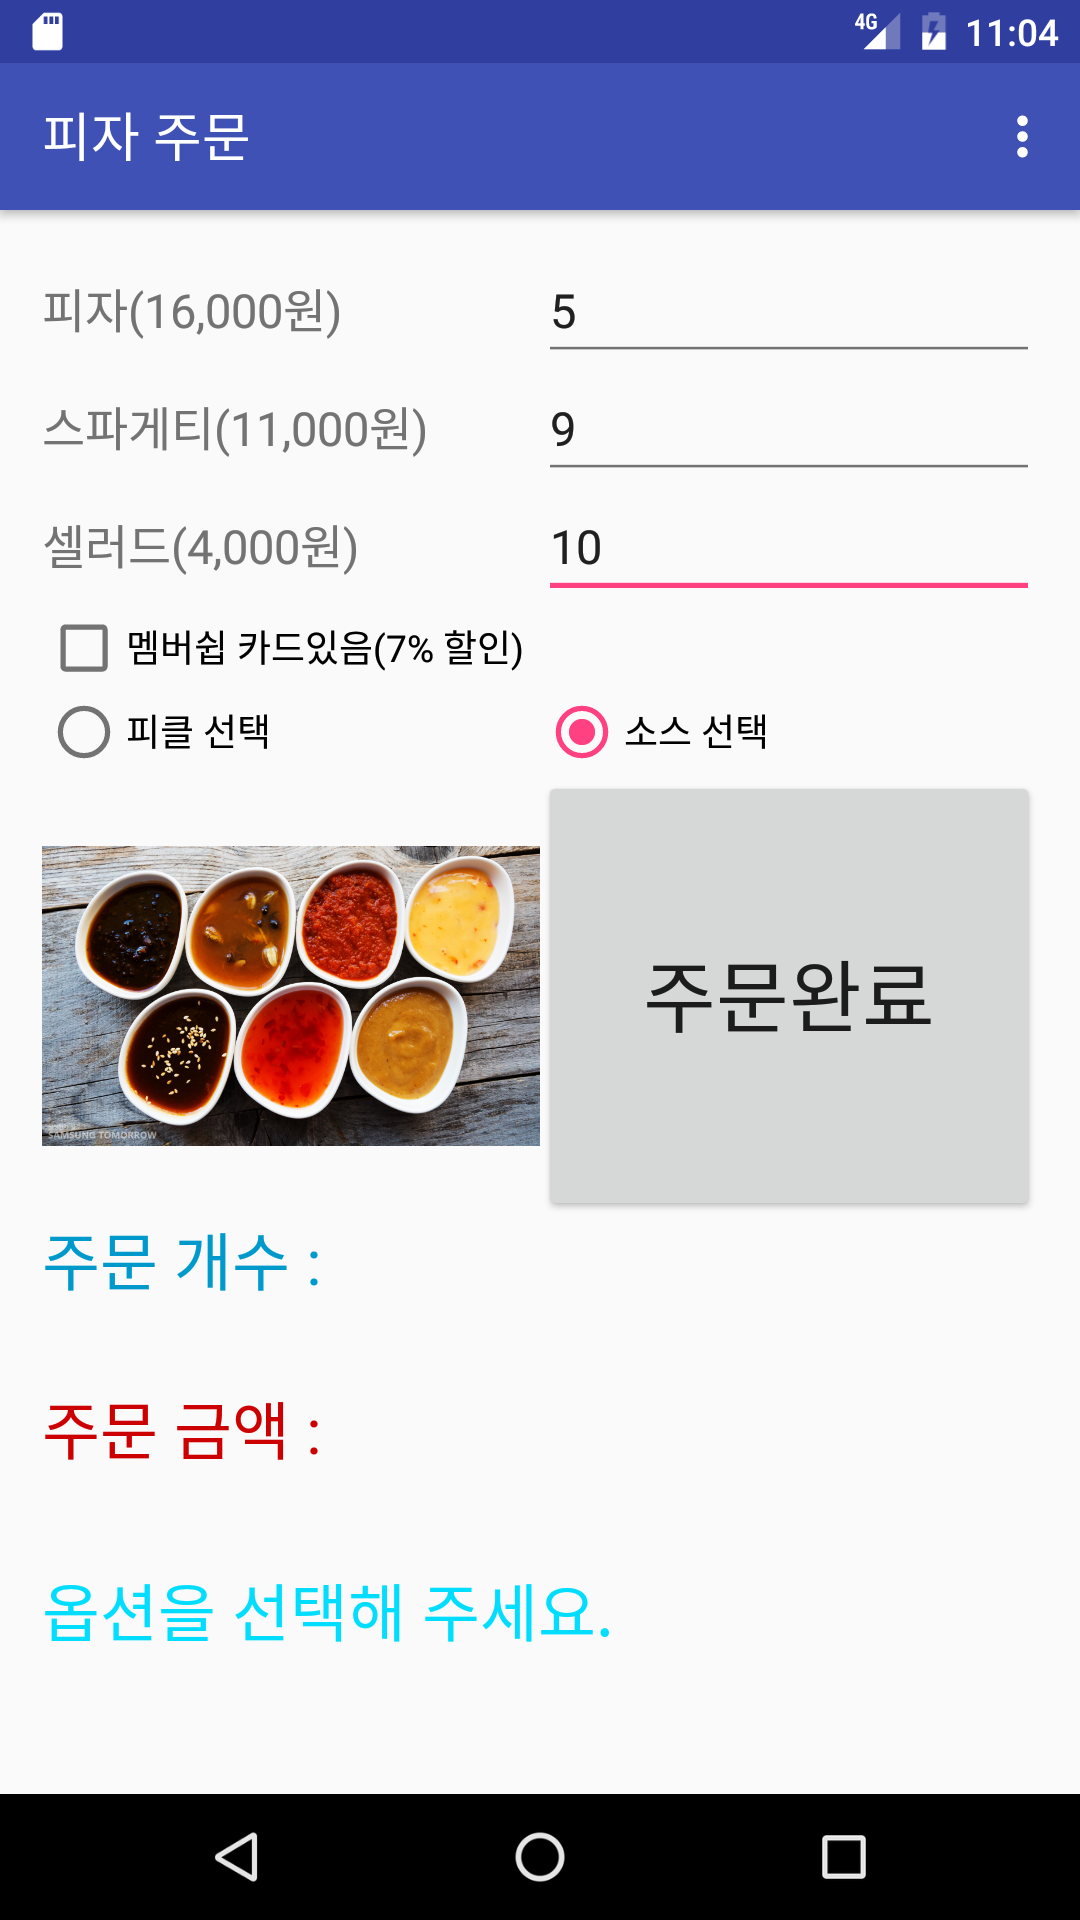 4G 11:04
피자 주문
피자(16,000원) 5
스파게티(11,000원) 9
셀러드(4,000원) 10
멤버쉽 카드있음(7% 할인)
피클 선택 소스 선택
주문완료
SAMSUNG TOMORROW
주문 개수 :
주문 금액 :
옵션을 선택해 주세요.